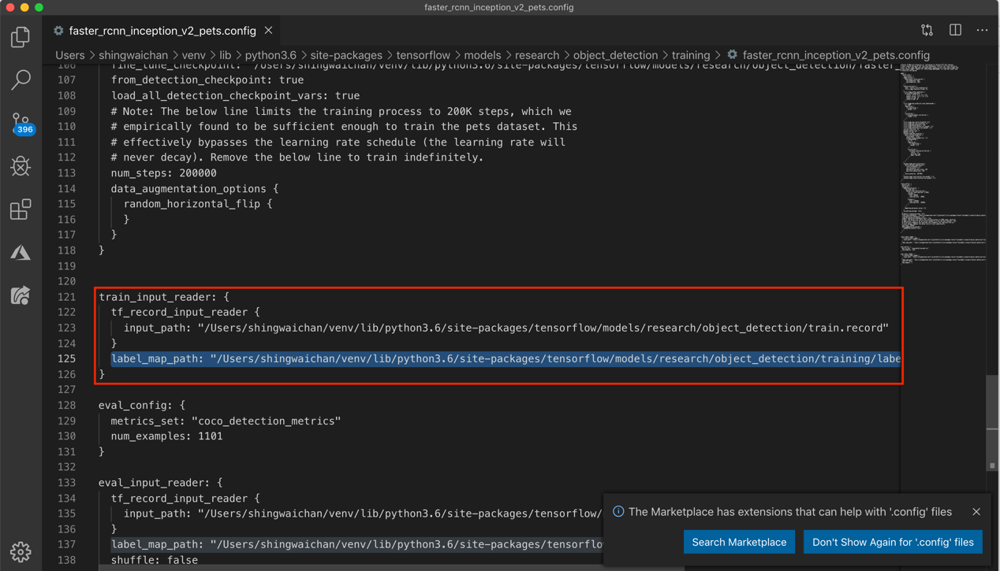 faster_rcnn_inception_v2_pets.config
faster_rcnn_inception_v2_pets.config
Users > shingwaichan > venv > lib > python3.6 > site-packages > tensorflow > models > research > object_detection > training > faster_rcnn_inception_v2_pets.config
106 fine_tune_checkpoint: "/Users/shingwaichan/venv/lib/python3.6/site-packages/tensorflow/models/research/object_detection/faster_
107 from_detection_checkpoint: true
108 load_all_detection_checkpoint_vars: true
109 # Note: The below line limits the training process to 200K steps, which we
110 # empirically found to be sufficient enough to train the pets dataset. This
111 # effectively bypasses the learning rate schedule (the learning rate will
112 # never decay). Remove the below line to train indefinitely.
113 num_steps: 200000
114 data_augmentation_options {
115 random_horizontal_flip {
116 }
117 }
118 }
119
120
121 train_input_reader: {
122 tf_record_input_reader {
123 input_path: "/Users/shingwaichan/venv/lib/python3.6/site-packages/tensorflow/models/research/object_detection/train.record"
124 }
125 label_map_path: "/Users/shingwaichan/venv/lib/python3.6/site-packages/tensorflow/models/research/object_detection/training/labe
126 }
127
128 eval_config: {
129 metrics_set: "coco_detection_metrics"
130 num_examples: 1101
131 }
132
133 eval_input_reader: {
134 tf_record_input_reader {
135 input_path: "/Users/shingwaichan/venv/lib/python3.6/site-packages/tensorflow/
136 }
137 label_map_path: "/Users/shingwaichan/venv/lib/python3.6/site-packages/tensorflo
138 shuffle: false
396
The Marketplace has extensions that can help with '.config' files
Search Marketplace
Don't Show Again for '.config' files